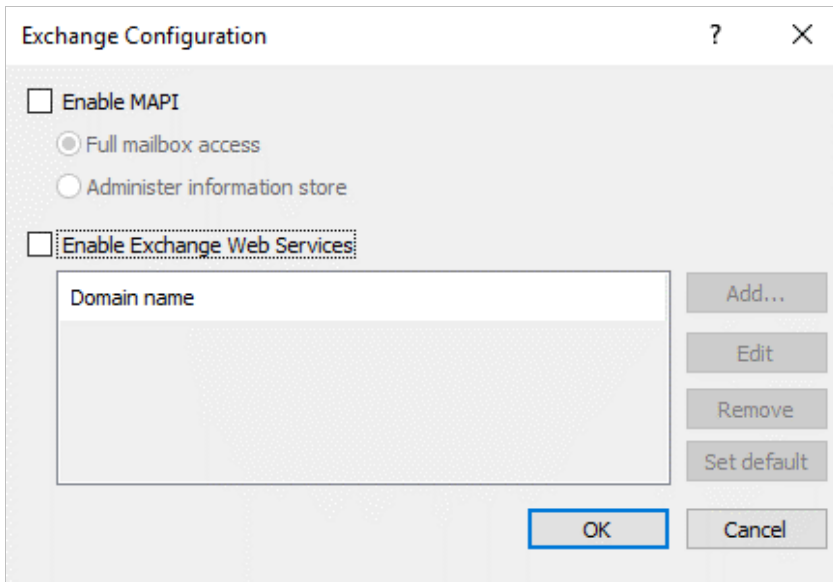 Exchange Configuration ?
Enable MAPI
Full mailbox access
Administer information store
Enable Exchange Web Services
Domain name
Add...
Edit
Remove
Set default
OK
Cancel